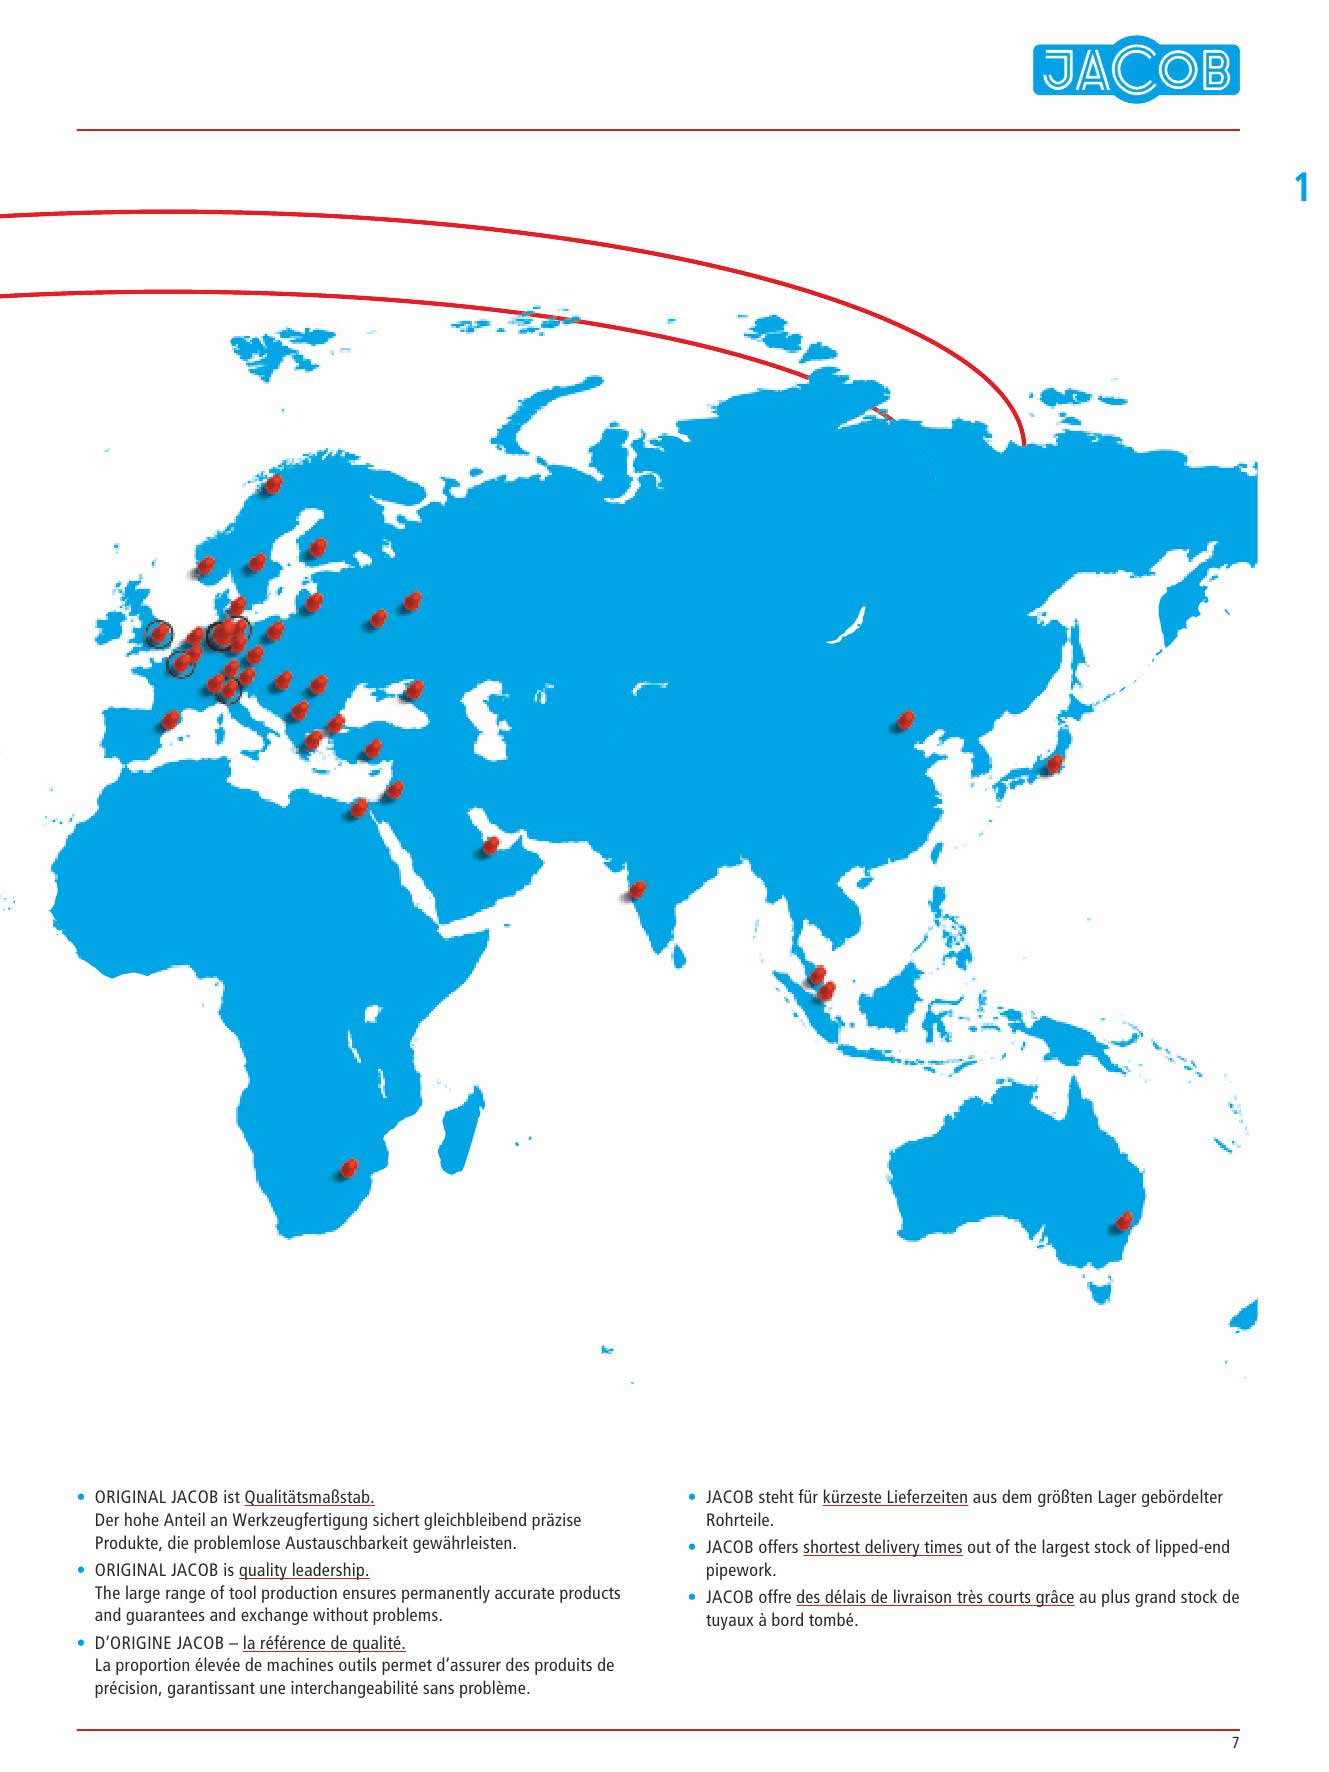 JACOB
1
• ORIGINAL JACOB ist Qualitätsmaßstab.
Der hohe Anteil an Werkzeugfertigung sichert gleichbleibend präzise
Produkte, die problemlose Austauschbarkeit gewährleisten.
• ORIGINAL JACOB is quality leadership.
The large range of tool production ensures permanently accurate products
and guarantees and exchange without problems.
• D’ORIGINE JACOB – la référence de qualité.
La proportion élevée de machines outils permet d’assurer des produits de
précision, garantissant une interchangeabilité sans problème.
• JACOB steht für kürzeste Lieferzeiten aus dem größten Lager gebördelter
Rohrteile.
• JACOB offers shortest delivery times out of the largest stock of lipped-end
pipework.
• JACOB offre des délais de livraison très courts grâce au plus grand stock de
tuyaux à bord tombé.
7